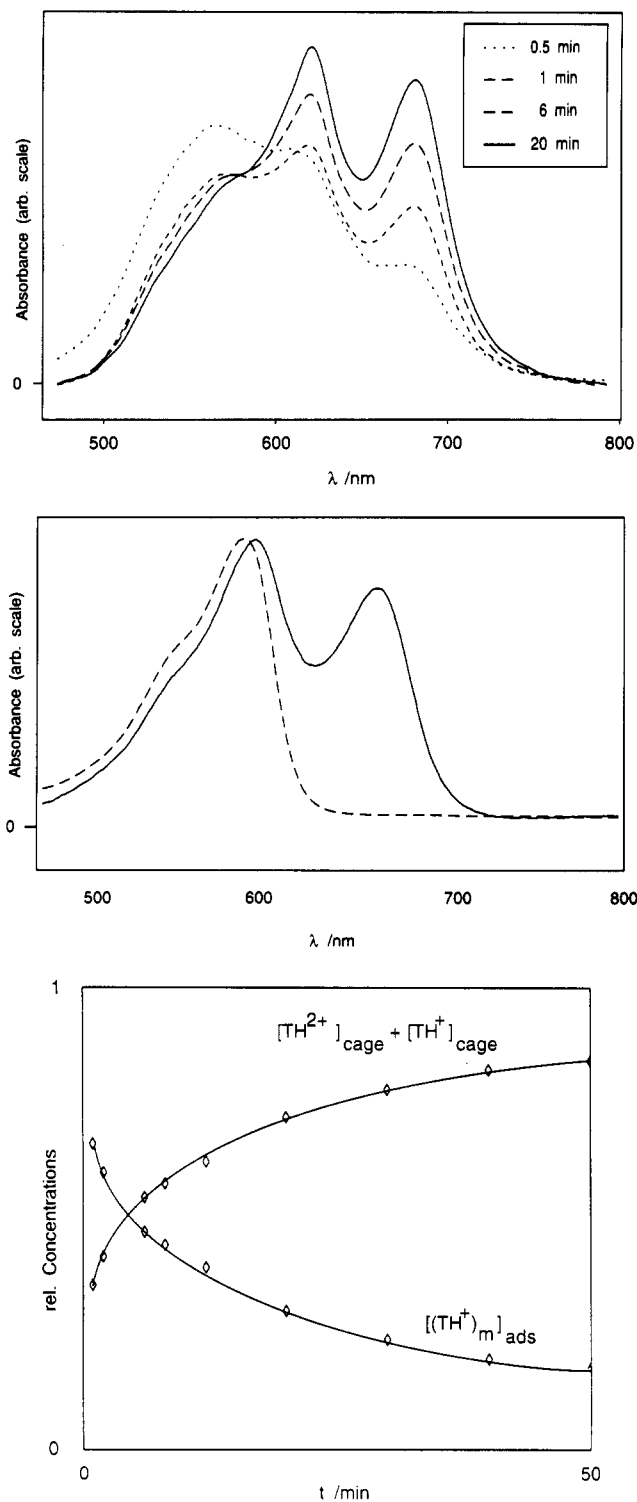 0.5 min
1 min
6 min
20 min
Absorbance (arb. scale)
0
500 600 700 800
λ /nm
Absorbance (arb. scale)
0
500 600 700 800
λ /nm
1
[TH²⁺]cage + [TH⁺]cage
rel. Concentrations
[(TH⁺)m]ads
0
0 50
t /min